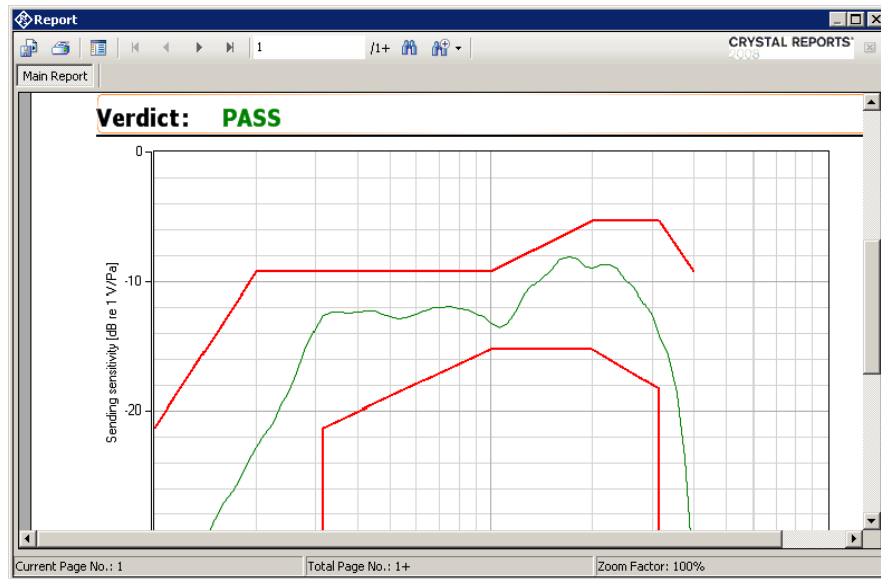 Report
1 /1+ CRYSTAL REPORTS
2008
Main Report
Verdict: PASS
0
-10
-20
Sending sensitivity [dB re 1 V/Pa]
Current Page No.: 1 Total Page No.: 1+ Zoom Factor: 100%